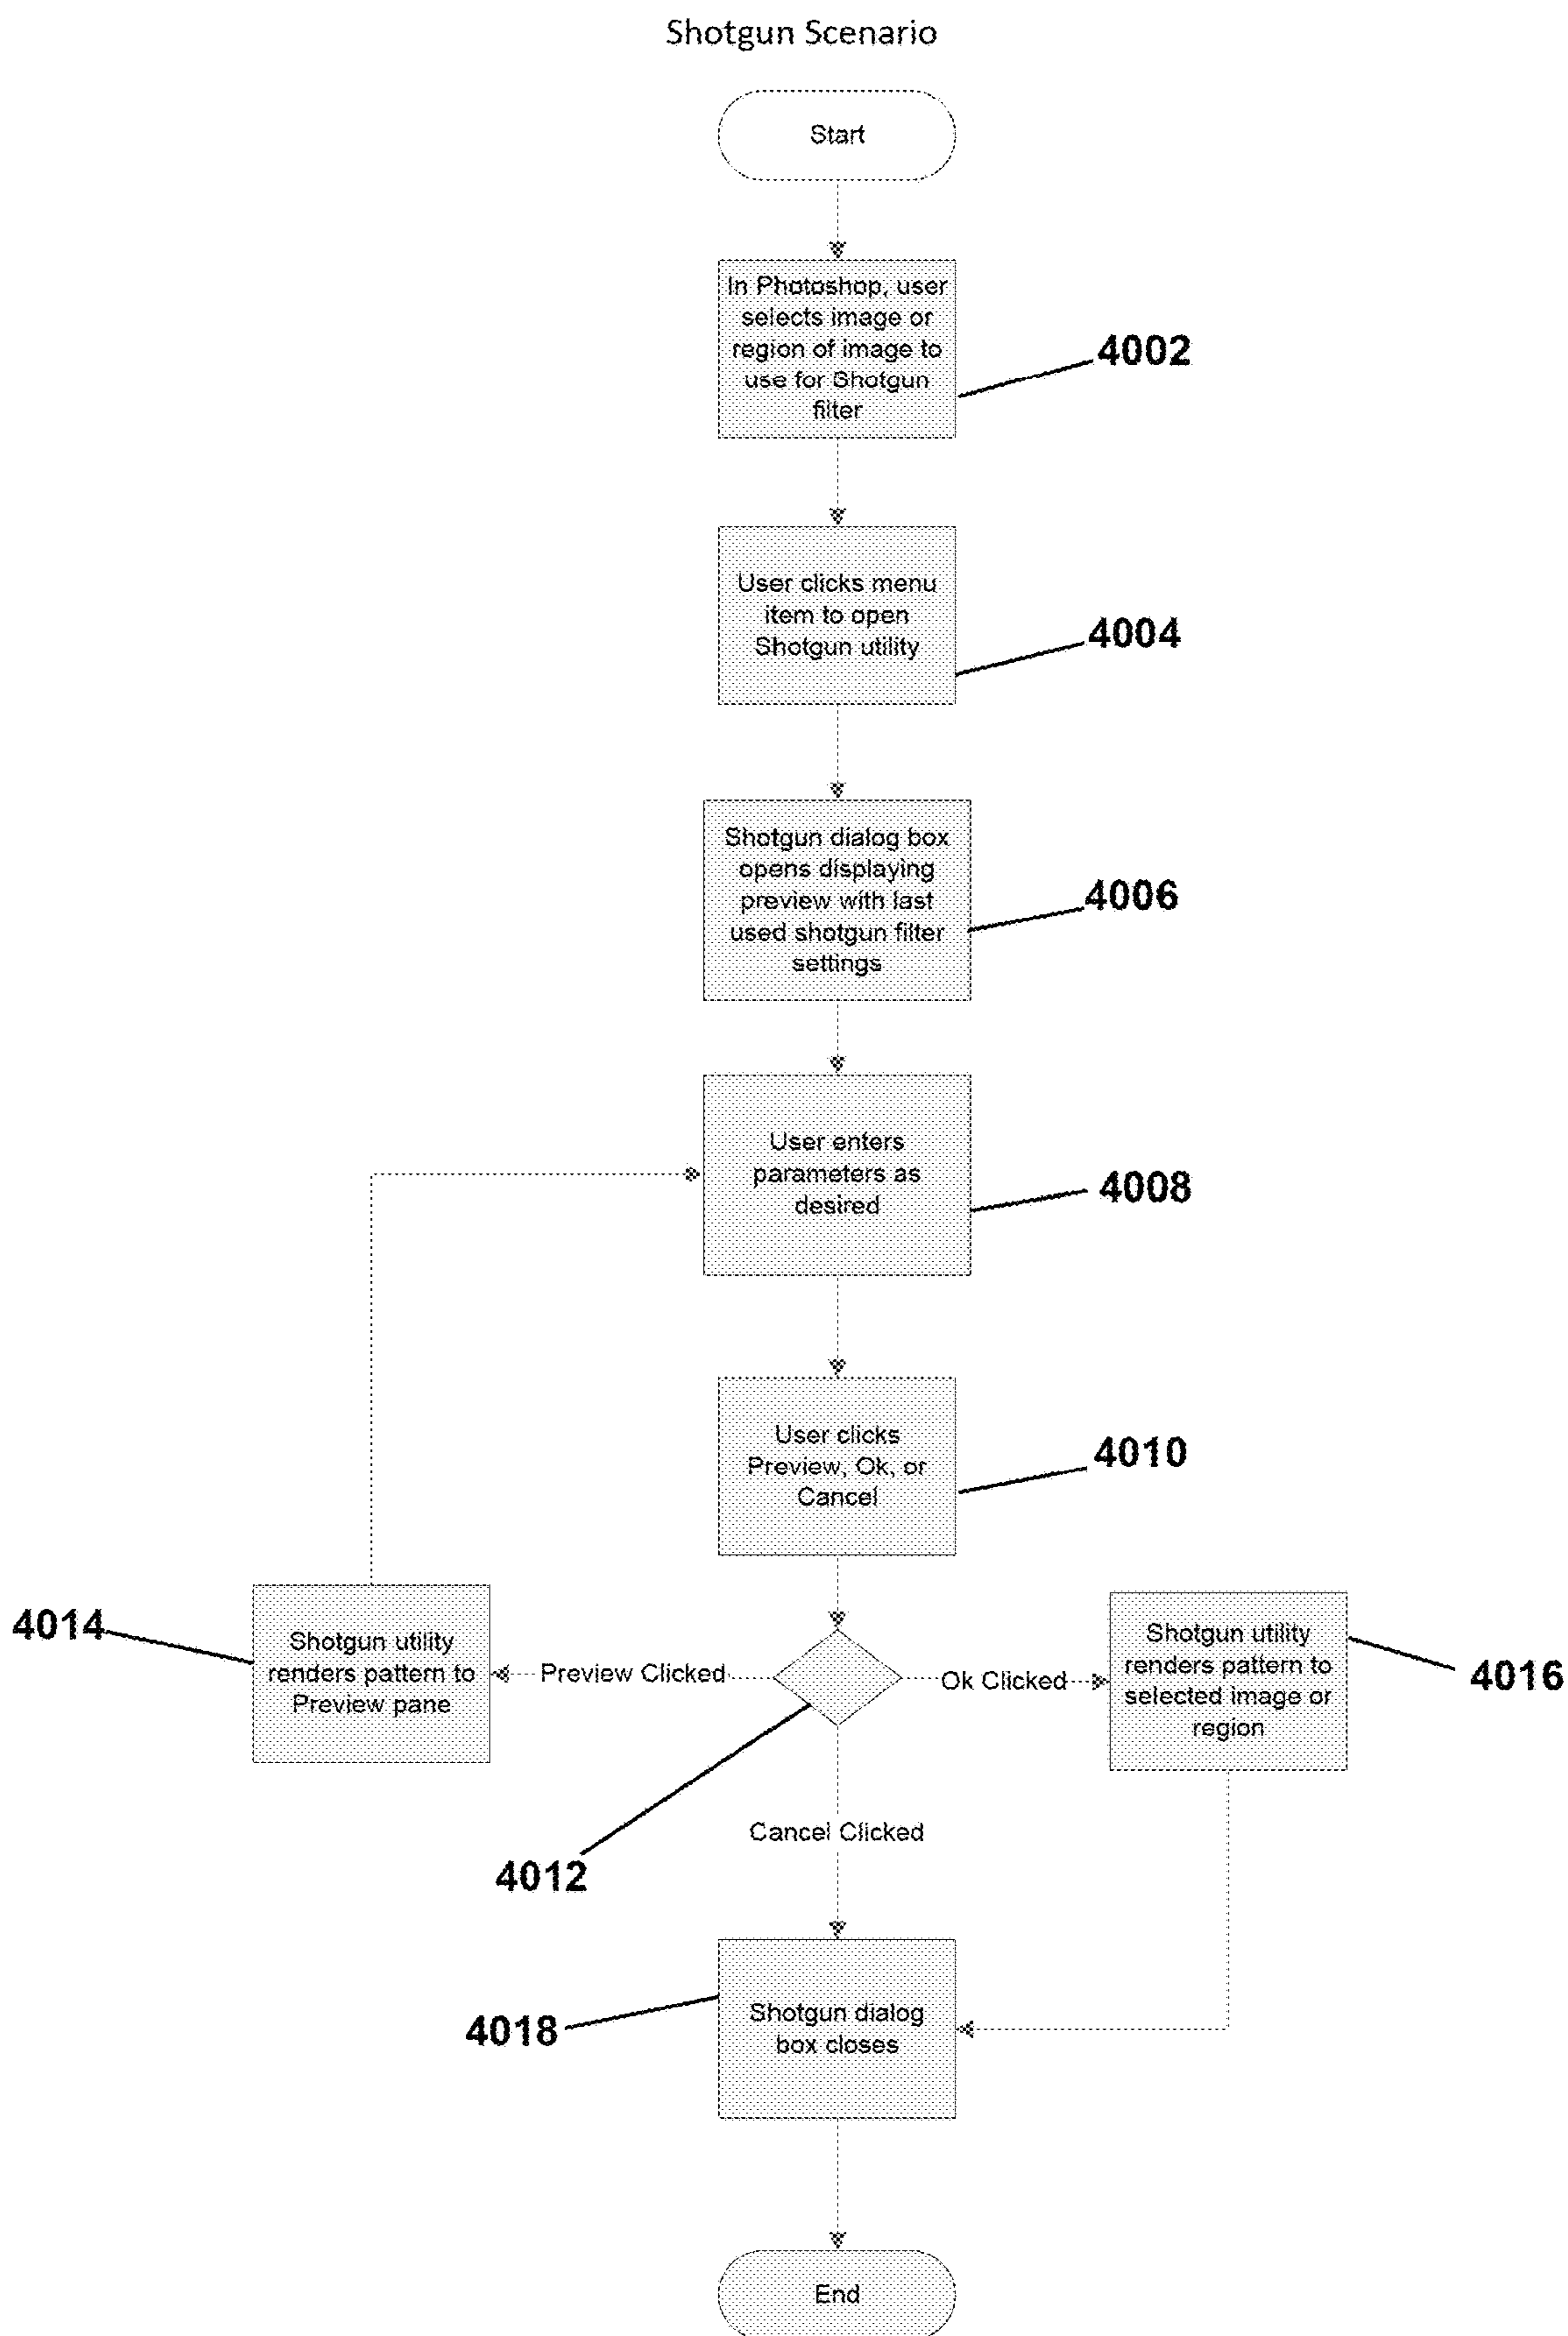 Shotgun Scenario
Start
In Photoshop, user
selects image or
region of image to
use for Shotgun
filter
4002
User clicks menu
item to open
Shotgun utility
4004
Shotgun dialog box
opens displaying
preview with last
used shotgun filter
settings
4006
User enters
parameters as
desired
4008
User clicks
Preview, Ok, or
Cancel
4010
4014
Shotgun utility
renders pattern to
Preview pane
Preview Clicked
Ok Clicked
Shotgun utility
renders pattern to
selected image or
region
4016
4012
Cancel Clicked
4018
Shotgun dialog
box closes
End